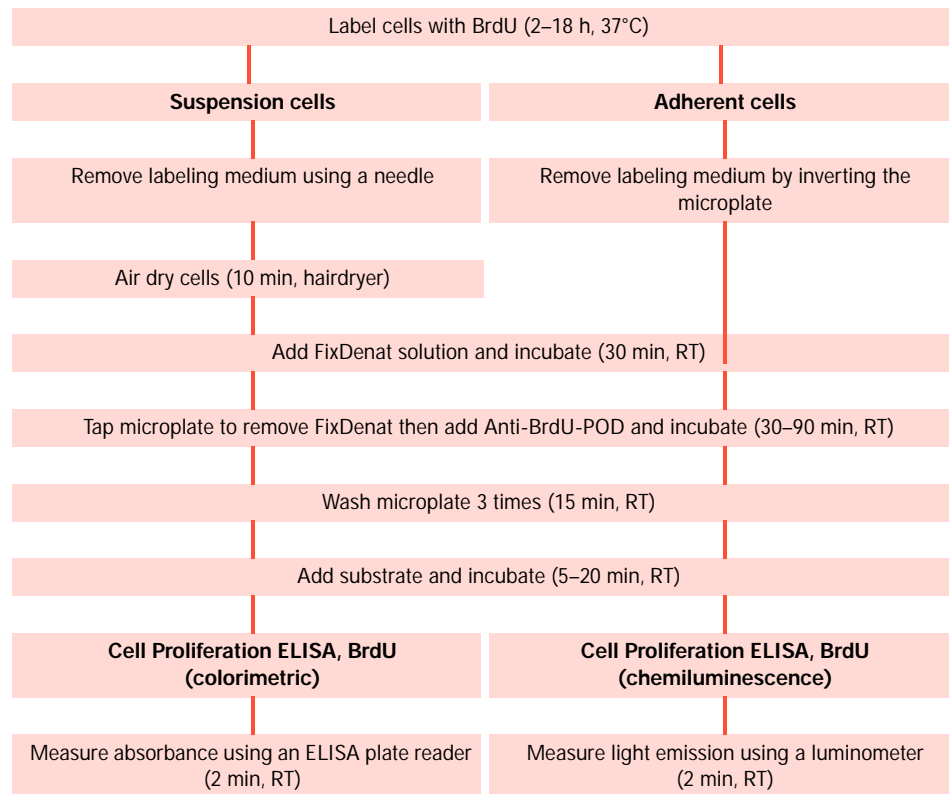 Label cells with BrdU (2–18 h, 37°C)
Suspension cells
Adherent cells
Remove labeling medium using a needle
Remove labeling medium by inverting the
microplate
Air dry cells (10 min, hairdryer)
Add FixDenat solution and incubate (30 min, RT)
Tap microplate to remove FixDenat then add Anti-BrdU-POD and incubate (30–90 min, RT)
Wash microplate 3 times (15 min, RT)
Add substrate and incubate (5–20 min, RT)
Cell Proliferation ELISA, BrdU
(colorimetric)
Cell Proliferation ELISA, BrdU
(chemiluminescence)
Measure absorbance using an ELISA plate reader
(2 min, RT)
Measure light emission using a luminometer
(2 min, RT)